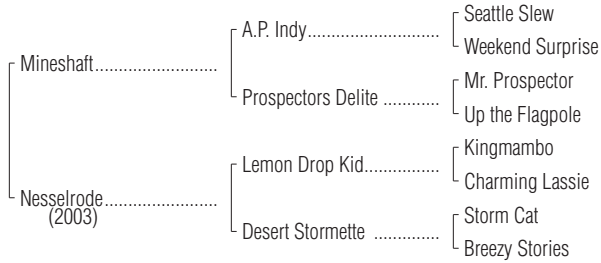 Seattle Slew
A.P. Indy..........................
Weekend Surprise
Mineshaft........................
Mr. Prospector
Prospectors Delite ...........
Up the Flagpole
Kingmambo
Lemon Drop Kid...............
Charming Lassie
Nesselrode......................
(2003)
Storm Cat
Desert Stormette .............
Breezy Stories